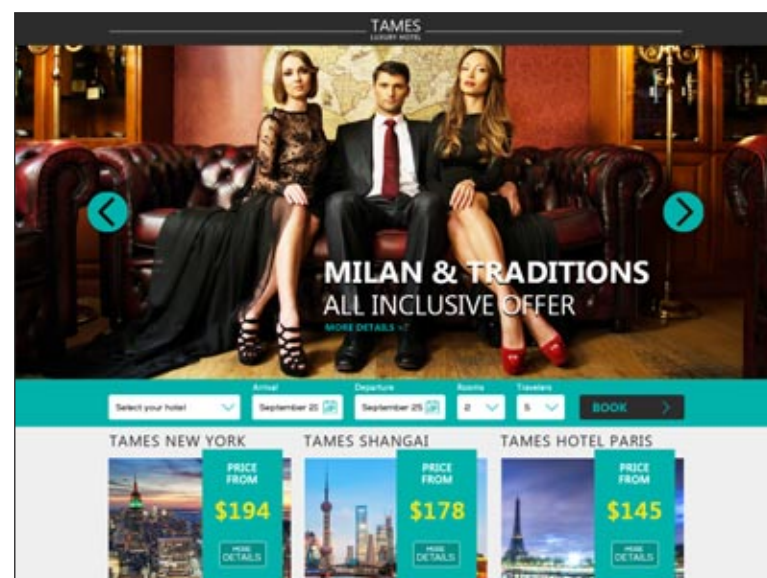 TAMES
LUXURY HOTEL
MILAN & TRADITIONS
ALL INCLUSIVE OFFER
MORE DETAILS >
Arrival Departure Rooms Travelers
Select your hotel September 25 2 5 BOOK
TAMES NEW YORK TAMES SHANGAI TAMES HOTEL PARIS
PRICE PRICE PRICE
FROM FROM FROM
$194 $178 $145
MORE MORE MORE
DETAILS DETAILS DETAILS